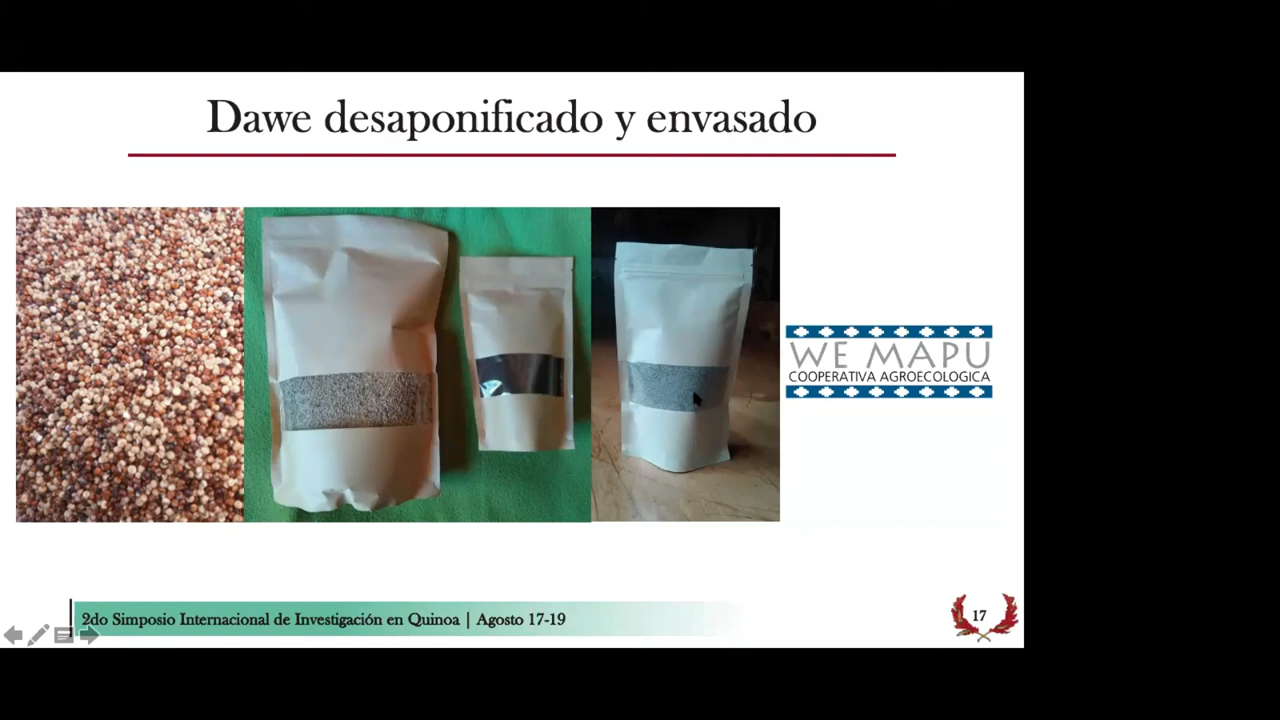 Dawe desaponificado y envasado
WE MAPU
COOPERATIVA AGROECOLOGICA
2do Simposio Internacional de Investigación en Quinoa | Agosto 17-19
17